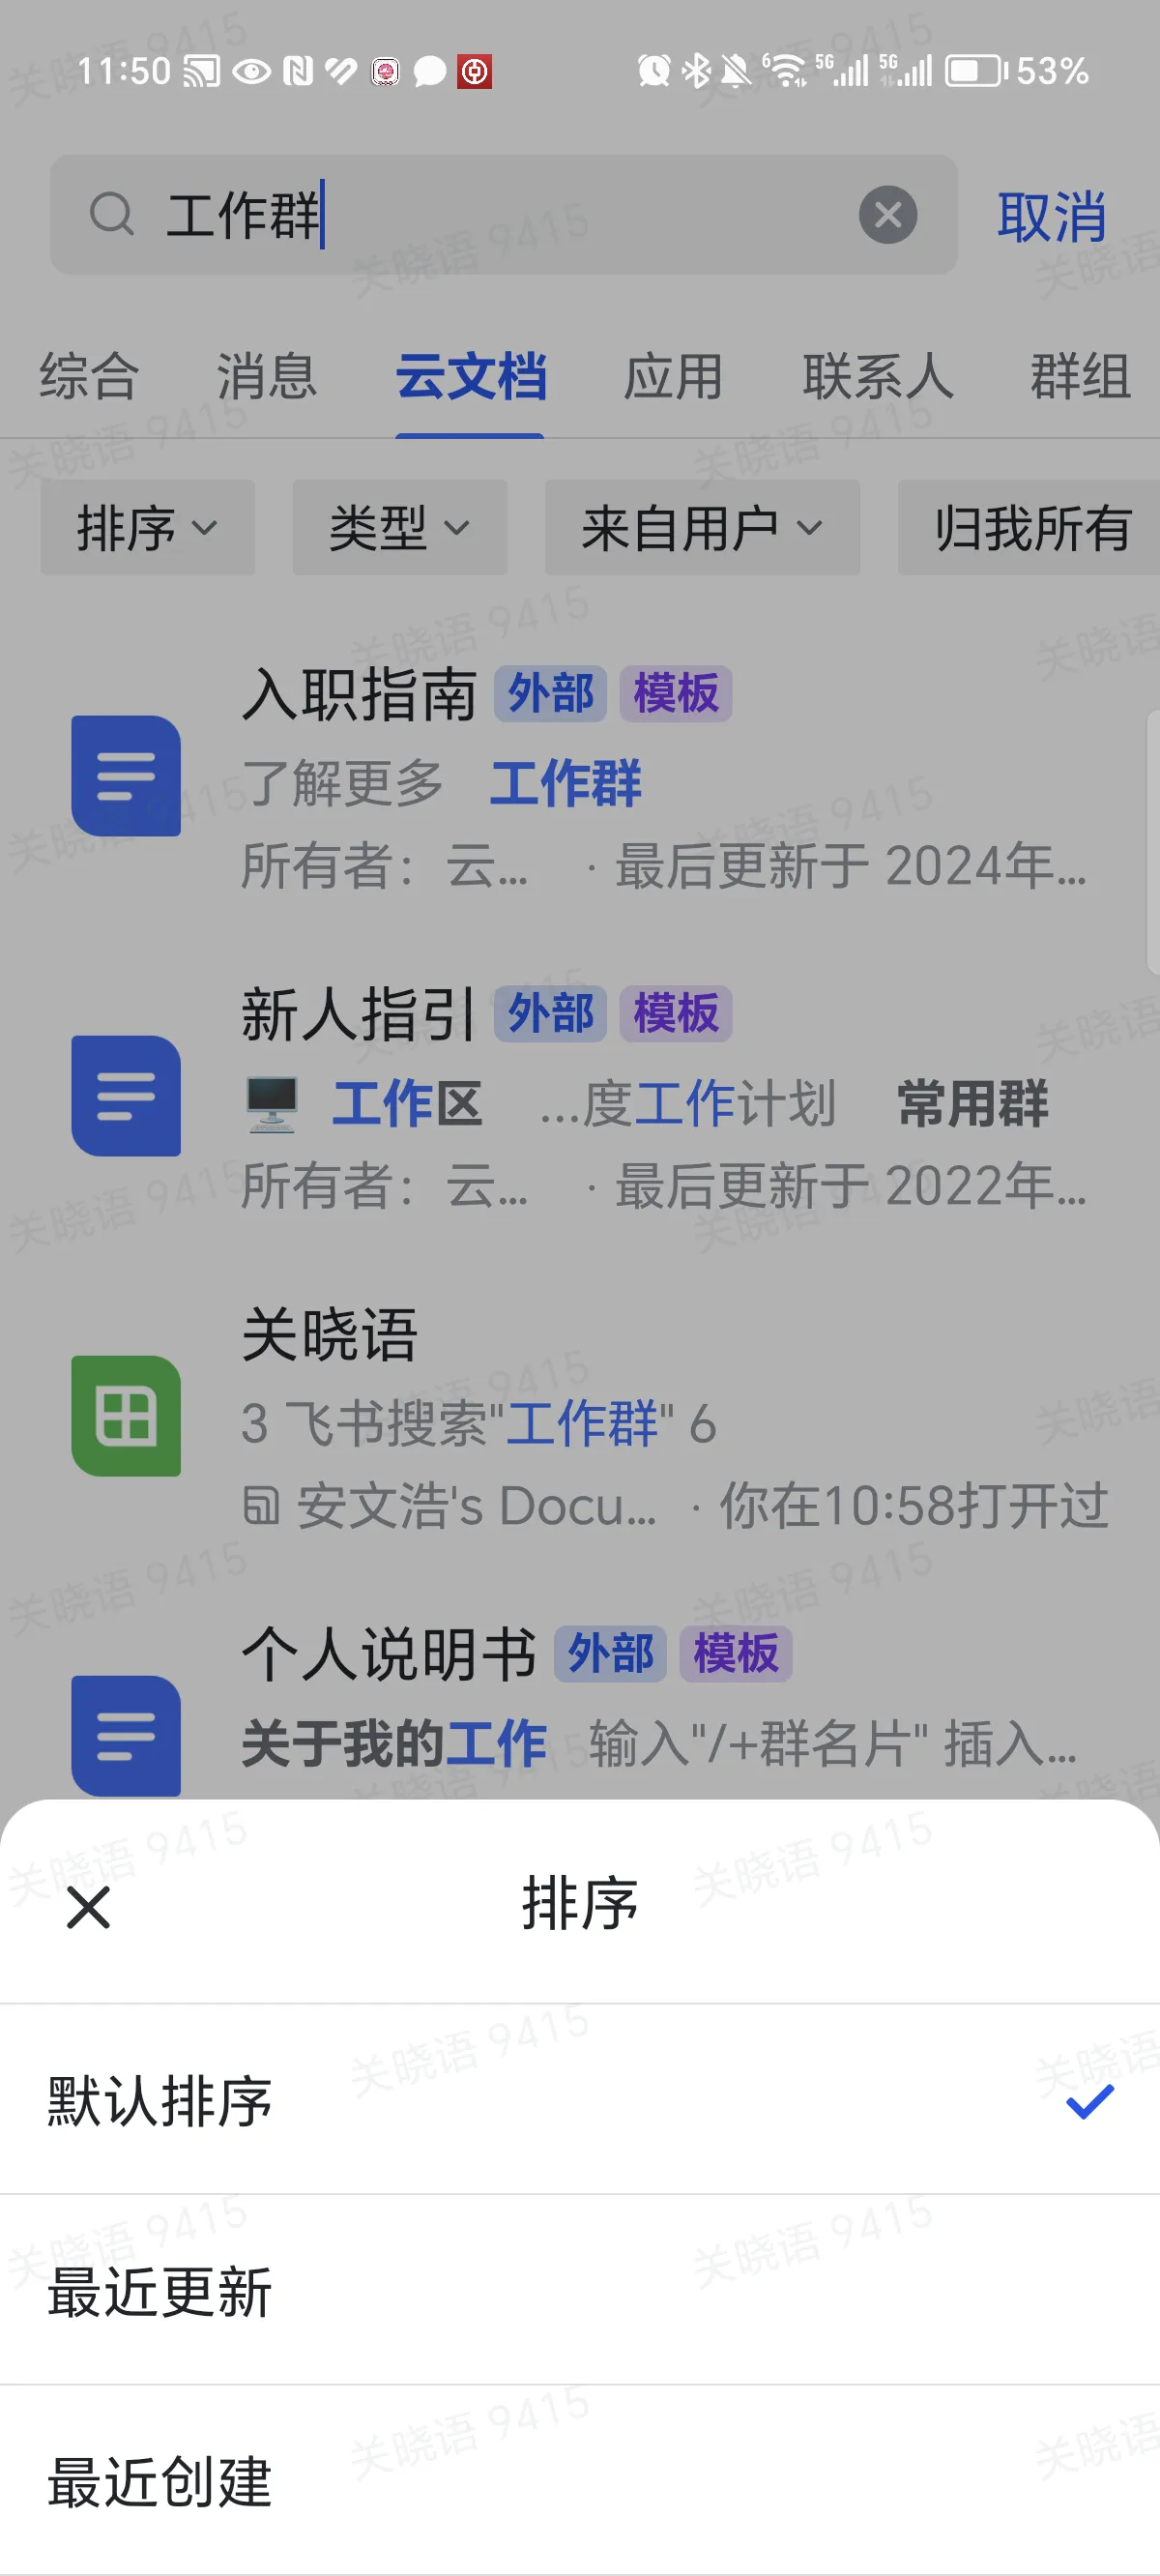 11:50 6 5G 5G 53%
工作群 取消
综合 消息 云文档 应用 联系人 群组
排序 类型 来自用户 归我所有
入职指南 外部 模板
了解更多 工作群
所有者：云... · 最后更新于 2024年...
新人指引 外部 模板
工作区 ...度工作计划 常用群
所有者：云... · 最后更新于 2022年...
关晓语
3 飞书搜索"工作群" 6
安文浩's Docu... · 你在10:58打开过
个人说明书 外部 模板
关于我的工作 输入"/+群名片" 插入...
排序
默认排序
最近更新
最近创建
关晓语 9415